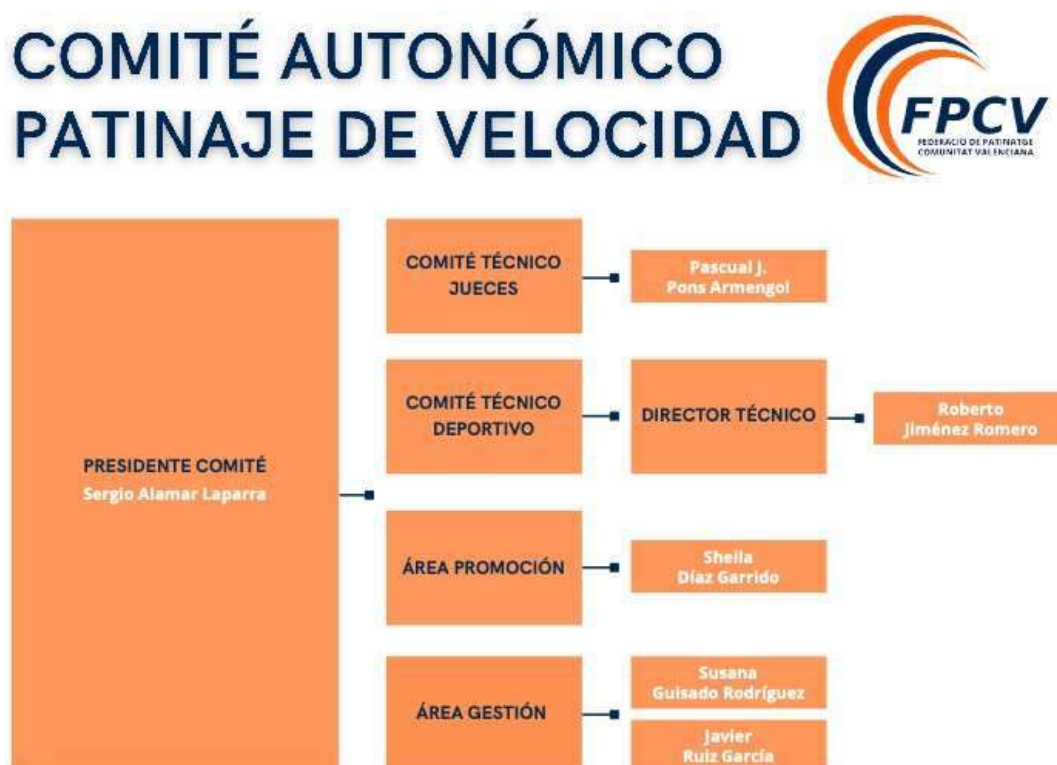 COMITÉ AUTONÓMICO
PATINAJE DE VELOCIDAD
FPCV
FEDERACIÓ DE PATINATGE
COMUNITAT VALENCIANA
PRESIDENTE COMITÉ
Sergio Alamar Laparra
COMITÉ TÉCNICO
JUECES
Pascual J.
Pons Armengol
COMITÉ TÉCNICO
DEPORTIVO
DIRECTOR TÉCNICO
Roberto
Jiménez Romero
ÁREA PROMOCIÓN
Sheila
Díaz Garrido
ÁREA GESTIÓN
Susana
Guisado Rodríguez
Javier
Ruiz García